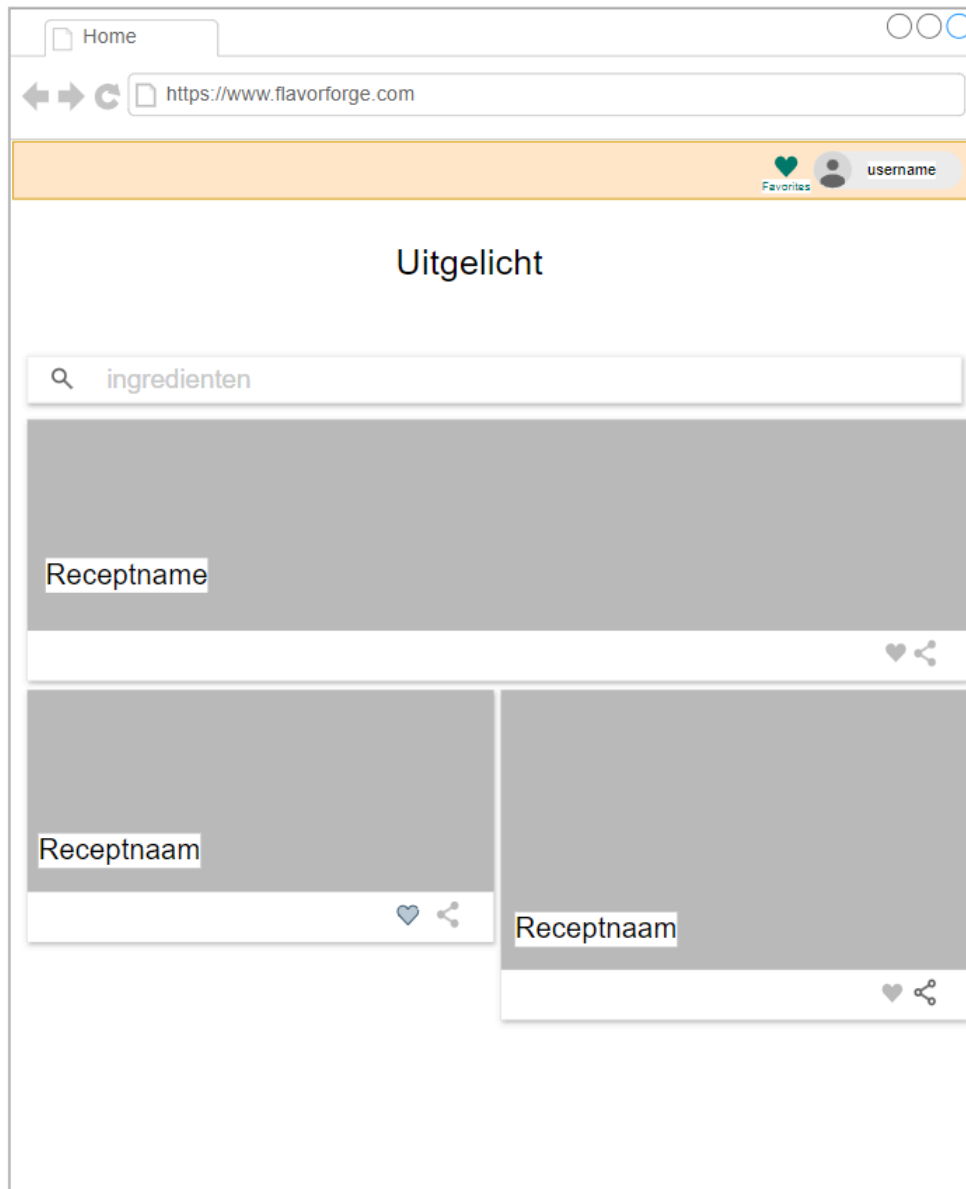 Home
https://www.flavorforge.com
Favorites
username
Uitgelicht
ingredienten
Receptname
Receptnaam
Receptnaam